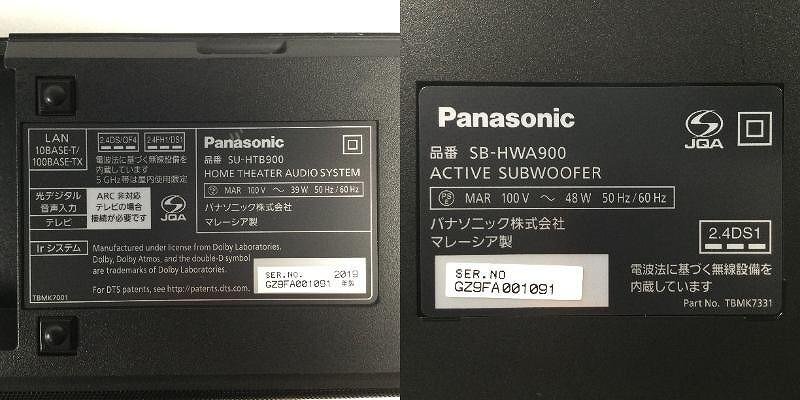 LAN
10BASE-T/
100BASE-TX
2.4DS/OF4
2.4FH1/DS1
電波法に基づく無線設備を
内蔵しています
5 GHz帯は屋内使用限定
光デジタル
音声入力
テレビ
ARC 非対応
テレビの場合
接続が必要です
JQA
Ir システム
Manufactured under license from Dolby Laboratories.
Dolby, Dolby Atmos, and the double-D symbol
are trademarks of Dolby Laboratories.
For DTS patents, see http://patents.dts.com.
TBMK7001
Panasonic
品番 SU-HTB900
HOME THEATER AUDIO SYSTEM
MAR 100 V ~ 39 W 50 Hz / 60 Hz
パナソニック株式会社
マレーシア製
SER.NO. 2019
GZ9FA001091 年製
Panasonic
JQA
品番 SB-HWA900
ACTIVE SUBWOOFER
MAR 100 V ~ 48 W 50 Hz / 60 Hz
パナソニック株式会社
マレーシア製
2.4DS1
SER.NO
GZ9FA001091
電波法に基づく無線設備を
内蔵しています
Part No. TBMK7331